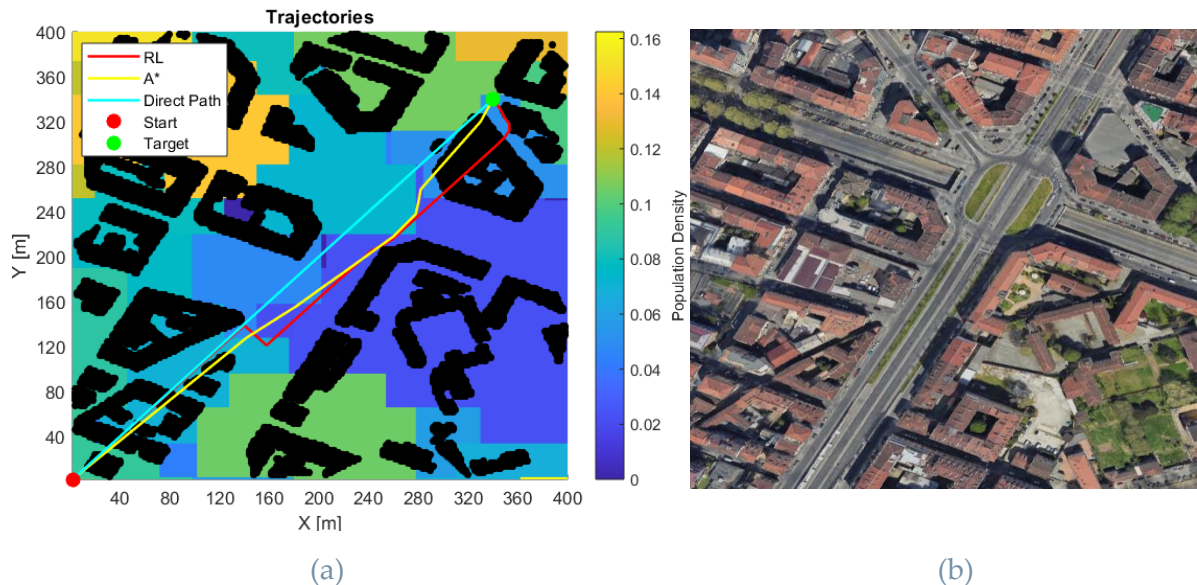 Trajectories
RL
A*
Direct Path
Start
Target
400
360
320
280
240
200
160
120
80
40
Y [m]
40 80 120 160 200 240 280 320 360 400
X [m]
0.16
0.14
0.12
0.1
0.08
0.06
0.04
0.02
0
Population Density
(a) (b)